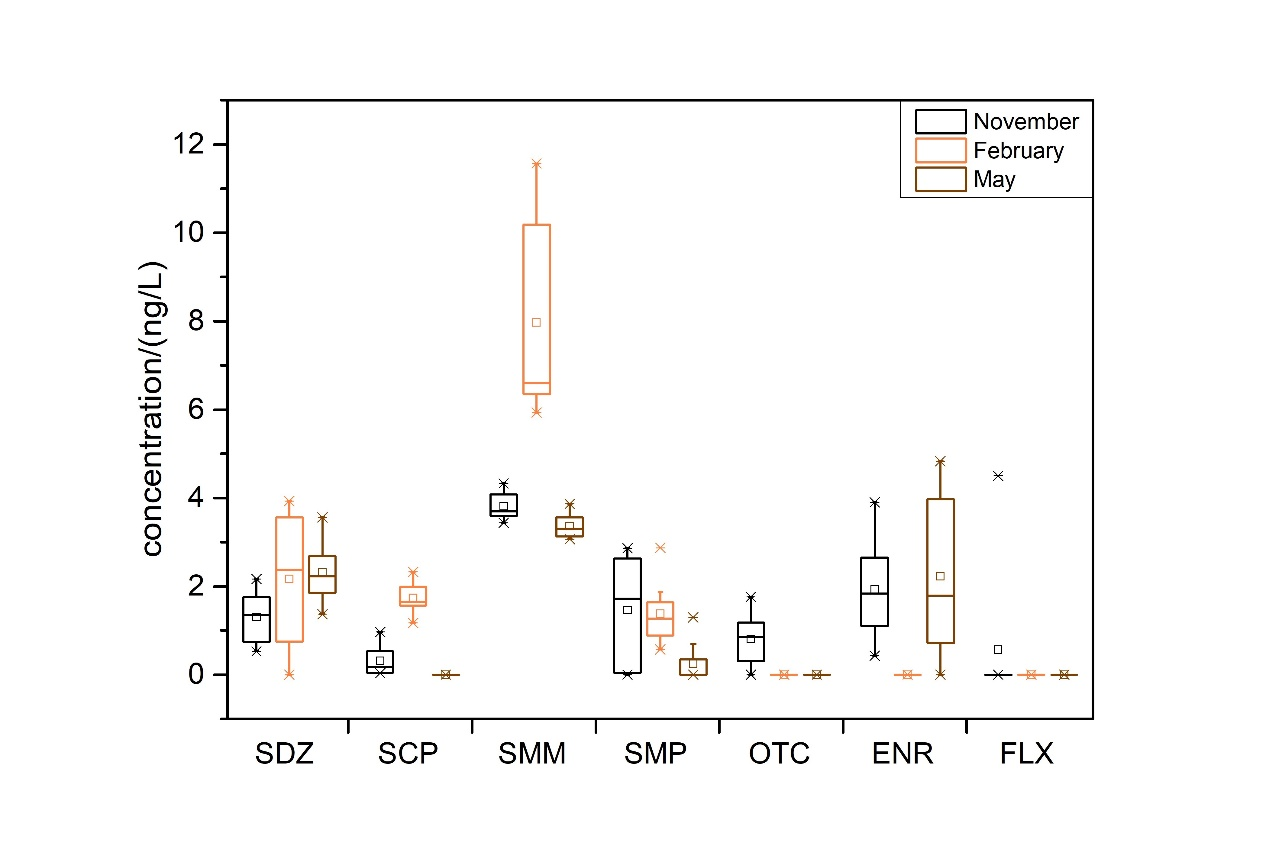 November
February
May
12
10
8
6
4
2
0
concentration/(ng/L)
SDZ SCP SMM SMP OTC ENR FLX